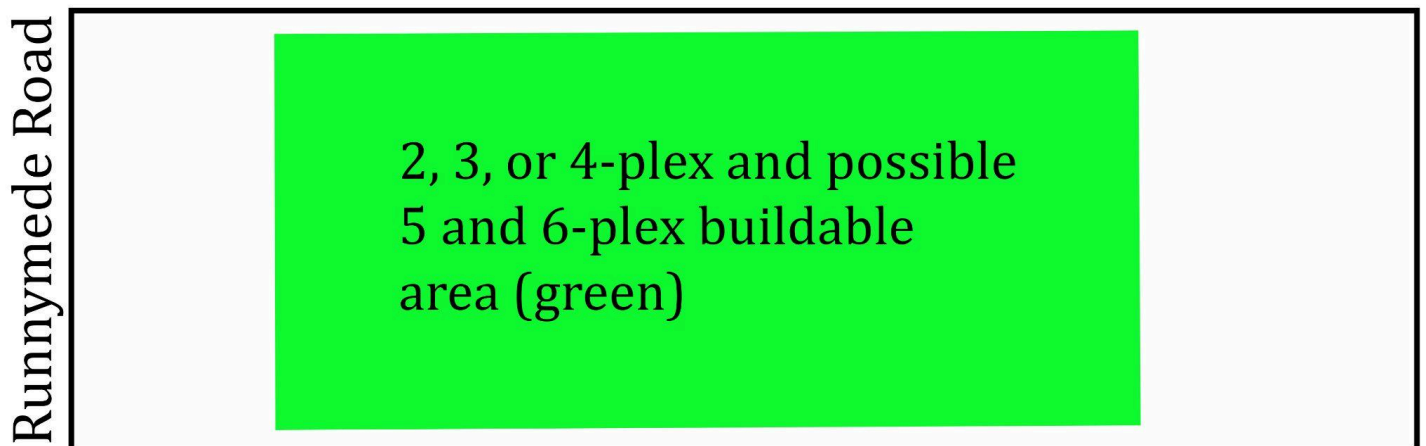 Runnymede Road
2, 3, or 4-plex and possible
5 and 6-plex buildable
area (green)